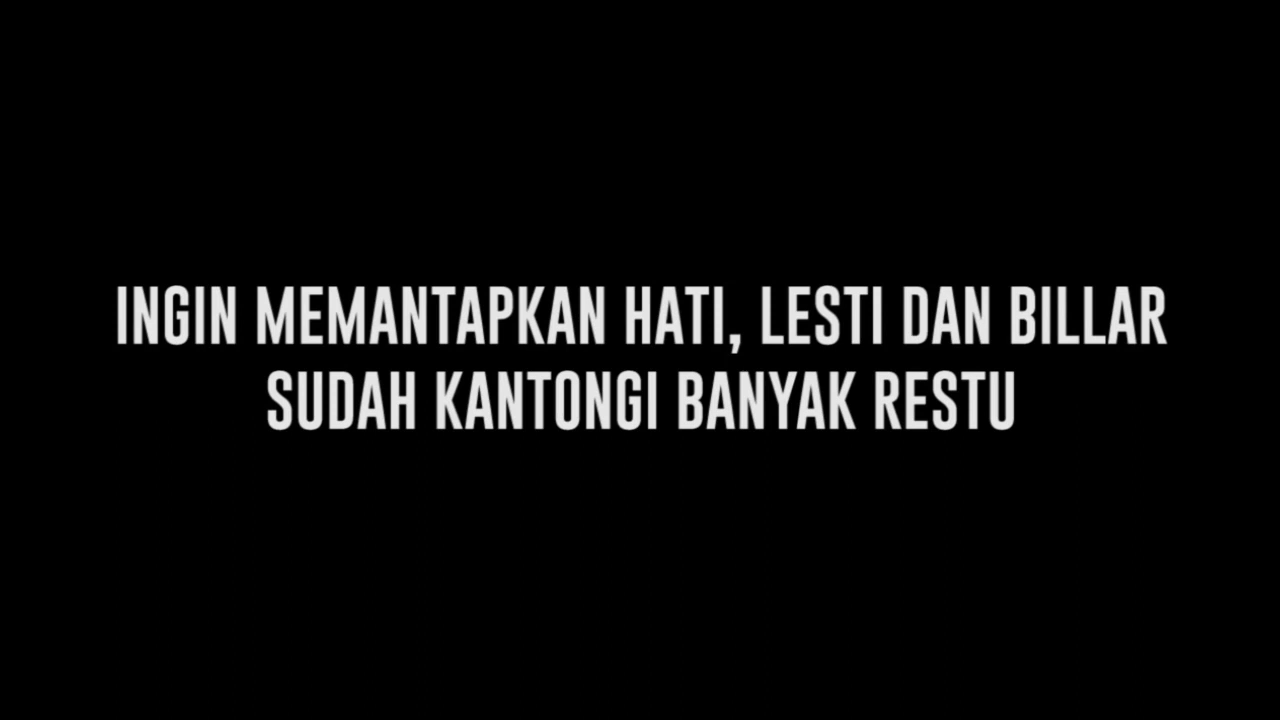 INGIN MEMANTAPKAN HATI, LESTI DAN BILLAR
SUDAH KANTONGI BANYAK RESTU